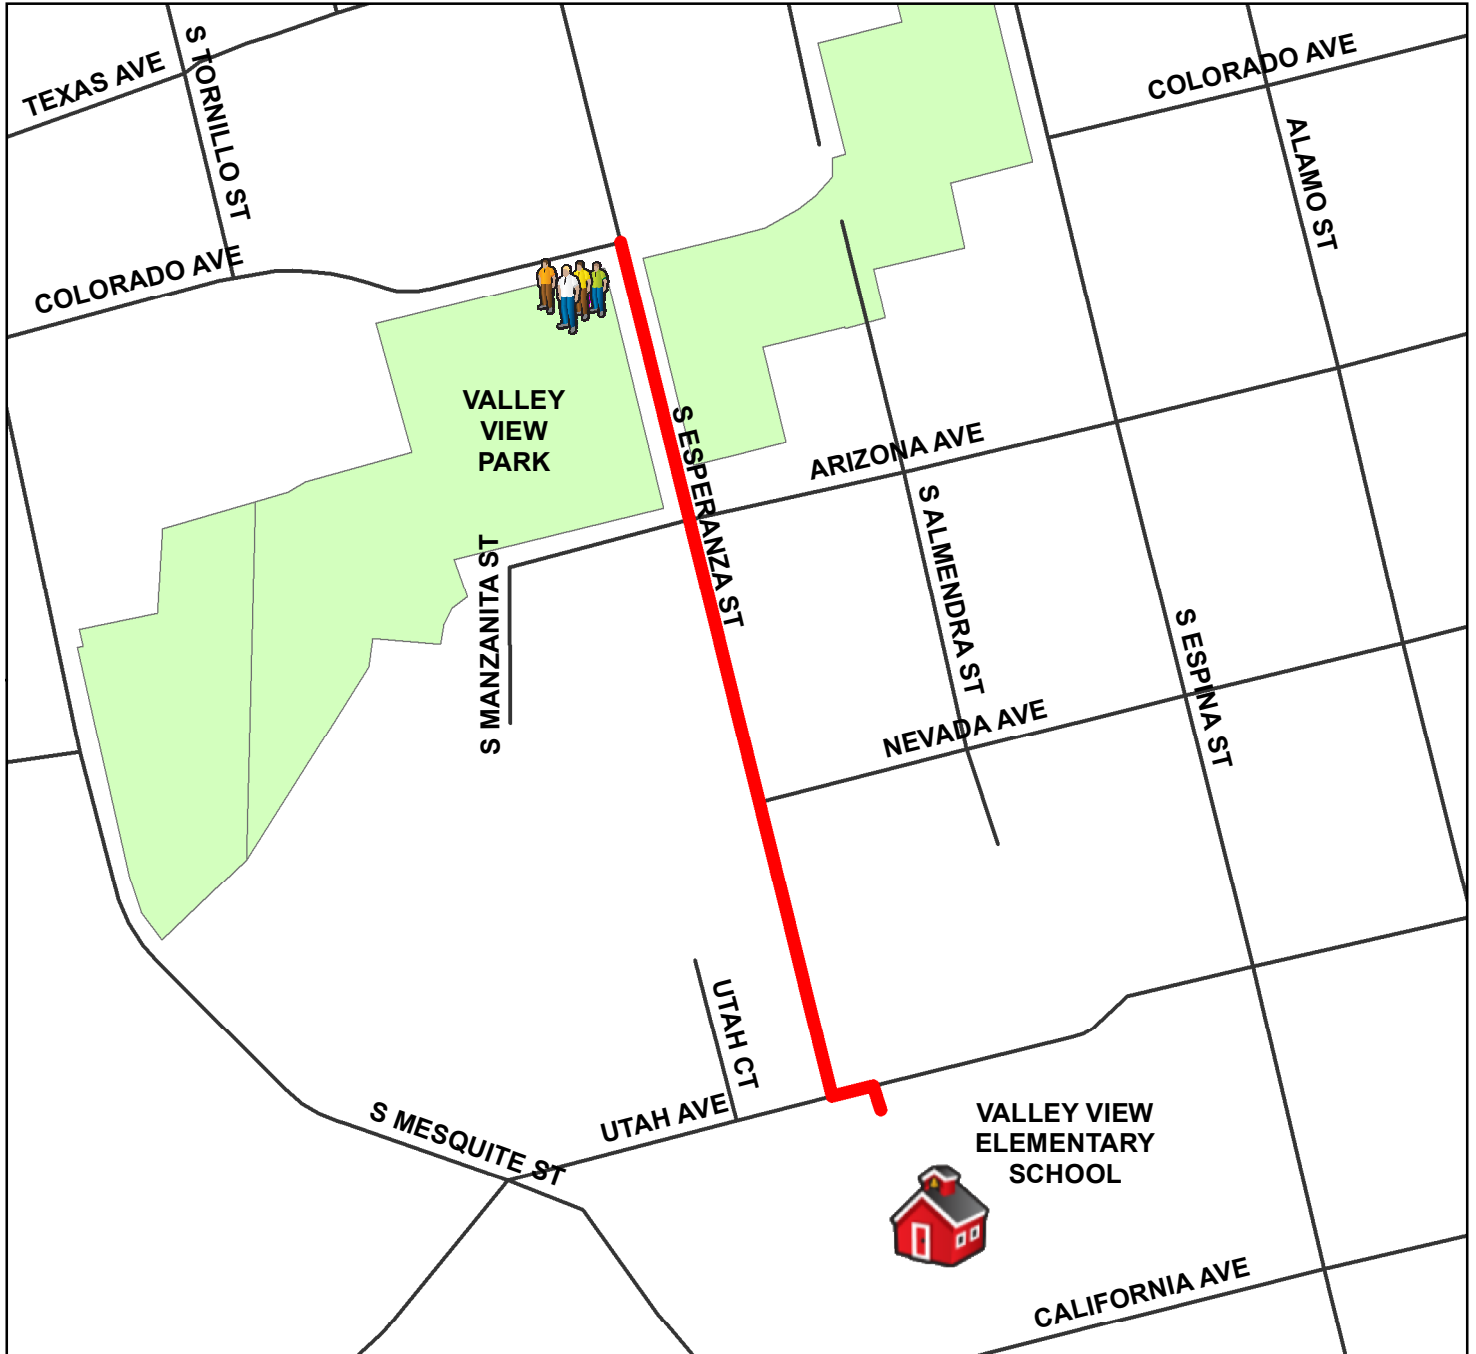 TEXAS AVE
S TORNILLO ST
COLORADO AVE
ALAMO ST
COLORADO AVE
VALLEY
VIEW
PARK
S ESPERANZA ST
ARIZONA AVE
S MANZANITA ST
S ALMENDRA ST
S ESPINA ST
NEVADA AVE
UTAH CT
UTAH AVE
S MESQUITE ST
VALLEY VIEW
ELEMENTARY
SCHOOL
CALIFORNIA AVE